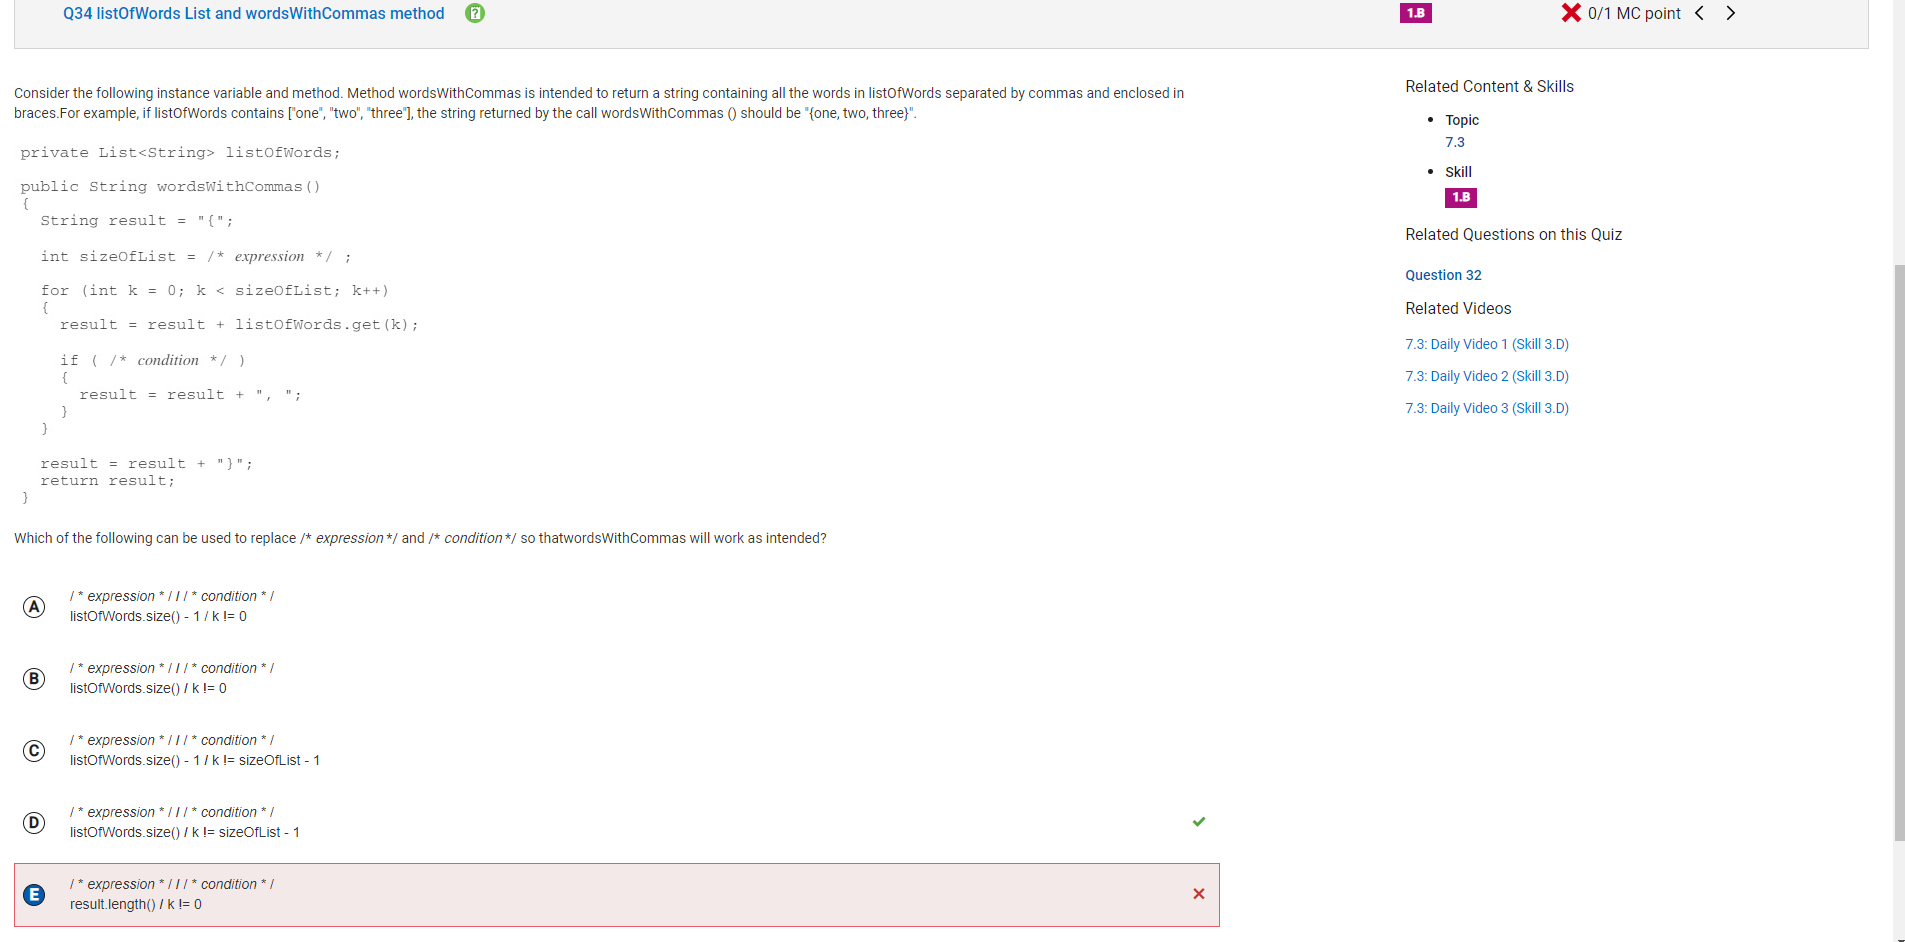 Q34 listOfWords List and wordsWithCommas method
?
1.B
0/1 MC point
Consider the following instance variable and method. Method wordsWithCommas is intended to return a string containing all the words in listOfWords separated by commas and enclosed in
braces.For example, if listOfWords contains ["one", "two", "three"], the string returned by the call wordsWithCommas () should be "{one, two, three}".
private List<String> listOfWords;
public String wordsWithCommas()
{
String result = "{";
int sizeOfList = /* expression */ ;
for (int k = 0; k < sizeOfList; k++)
{
result = result + listOfWords.get(k);
if ( /* condition */ )
{
result = result + ", ";
}
}
result = result + "}";
return result;
}
Which of the following can be used to replace /* expression */ and /* condition */ so thatwordsWithCommas will work as intended?
A
/ * expression * / / / * condition * /
listOfWords.size() - 1 / k != 0
B
/ * expression * / / / * condition * /
listOfWords.size() / k != 0
C
/ * expression * / / / * condition * /
listOfWords.size() - 1 / k != sizeOfList - 1
D
/ * expression * / / / * condition * /
listOfWords.size() / k != sizeOfList - 1
E
/ * expression * / / / * condition * /
result.length() / k != 0
Related Content & Skills
Topic
7.3
Skill
1.B
Related Questions on this Quiz
Question 32
Related Videos
7.3: Daily Video 1 (Skill 3.D)
7.3: Daily Video 2 (Skill 3.D)
7.3: Daily Video 3 (Skill 3.D)